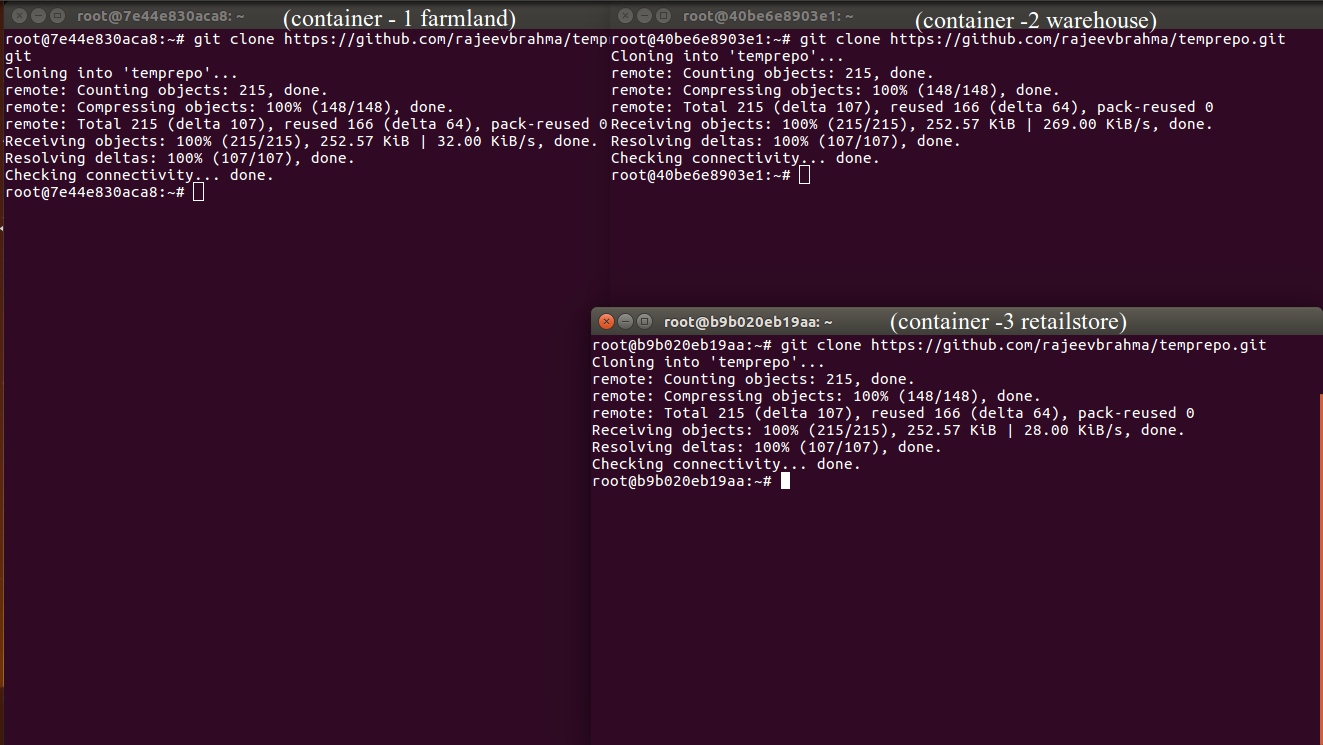 root@7e44e830aca8: ~ (container - 1 farmland)
root@7e44e830aca8:~# git clone https://github.com/rajeevbrahma/temp
git
Cloning into 'temprepo'...
remote: Counting objects: 215, done.
remote: Compressing objects: 100% (148/148), done.
remote: Total 215 (delta 107), reused 166 (delta 64), pack-reused 0
Receiving objects: 100% (215/215), 252.57 KiB | 32.00 KiB/s, done.
Resolving deltas: 100% (107/107), done.
Checking connectivity... done.
root@7e44e830aca8:~#
root@40be6e8903e1: ~ (container -2 warehouse)
root@40be6e8903e1:~# git clone https://github.com/rajeevbrahma/temprepo.git
Cloning into 'temprepo'...
remote: Counting objects: 215, done.
remote: Compressing objects: 100% (148/148), done.
remote: Total 215 (delta 107), reused 166 (delta 64), pack-reused 0
Receiving objects: 100% (215/215), 252.57 KiB | 269.00 KiB/s, done.
Resolving deltas: 100% (107/107), done.
Checking connectivity... done.
root@40be6e8903e1:~#
root@b9b020eb19aa: ~ (container -3 retailstore)
root@b9b020eb19aa:~# git clone https://github.com/rajeevbrahma/temprepo.git
Cloning into 'temprepo'...
remote: Counting objects: 215, done.
remote: Compressing objects: 100% (148/148), done.
remote: Total 215 (delta 107), reused 166 (delta 64), pack-reused 0
Receiving objects: 100% (215/215), 252.57 KiB | 28.00 KiB/s, done.
Resolving deltas: 100% (107/107), done.
Checking connectivity... done.
root@b9b020eb19aa:~#